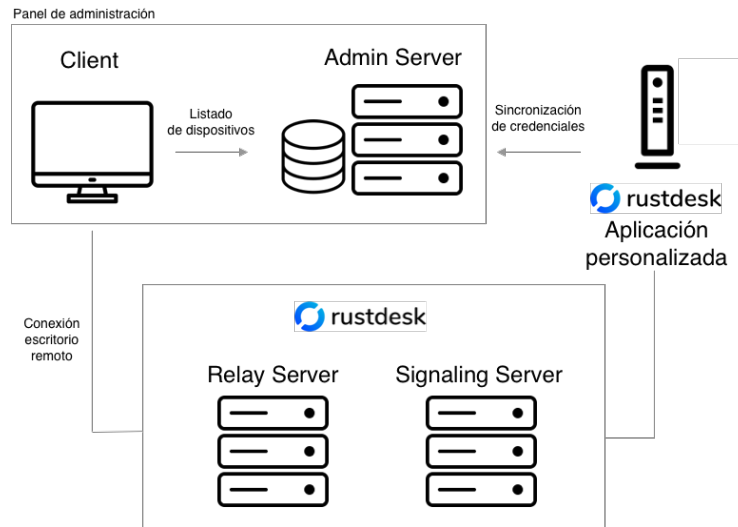 Panel de administración
Client
Admin Server
Listado
de dispositivos
Sincronización
de credenciales
rustdesk
Aplicación
personalizada
Conexión
escritorio
remoto
rustdesk
Relay Server
Signaling Server